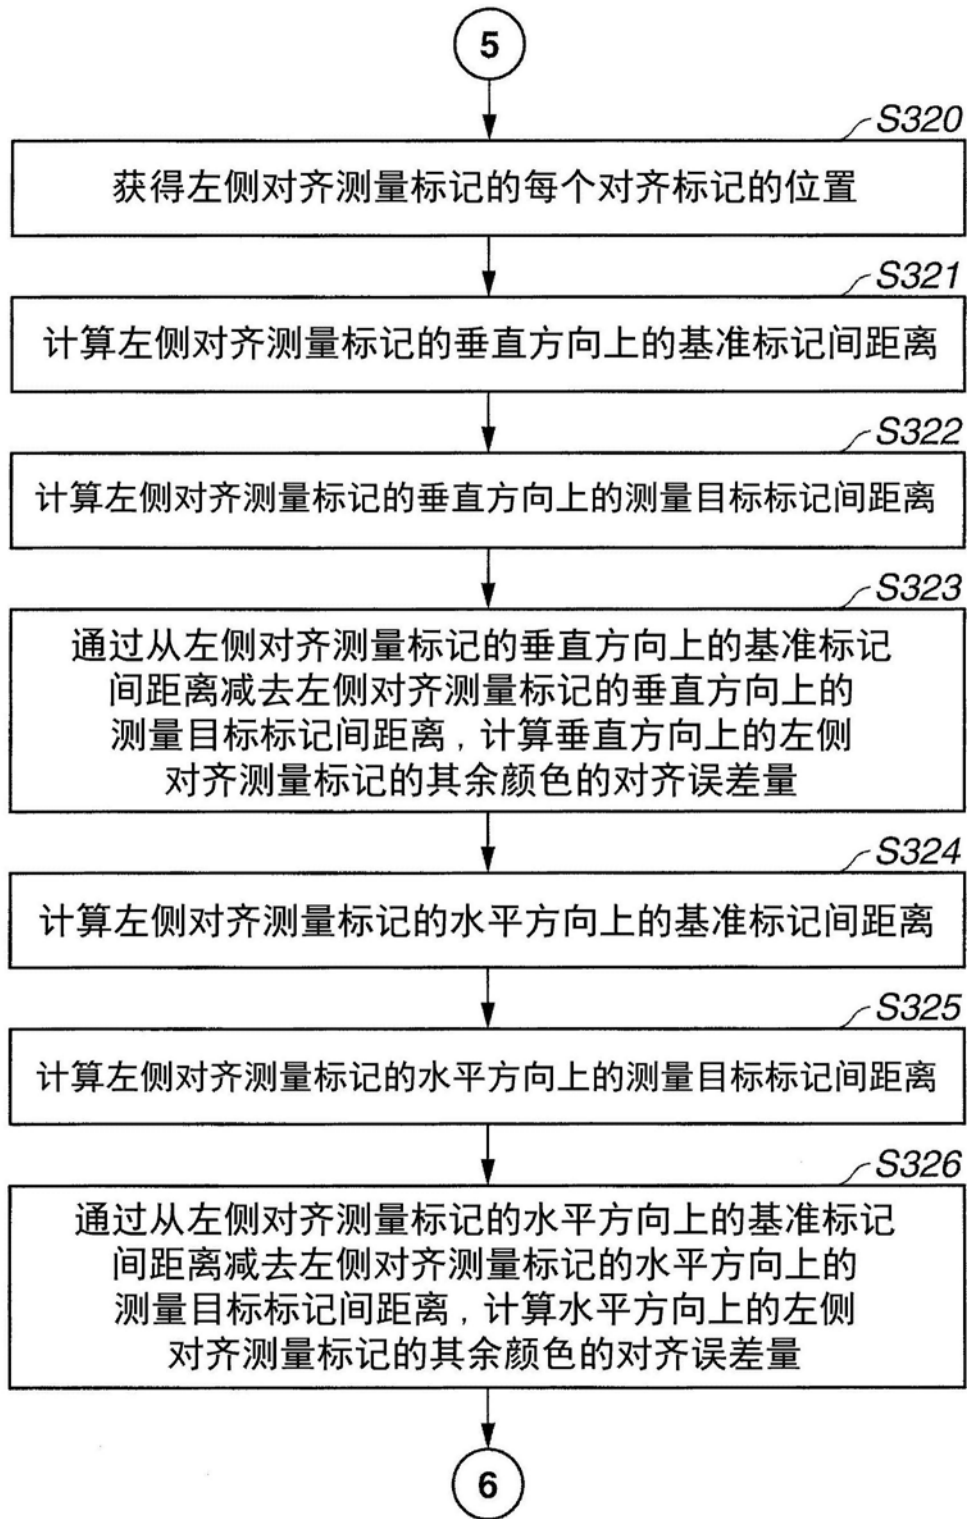 5
S320
获得左侧对齐测量标记的每个对齐标记的位置
S321
计算左侧对齐测量标记的垂直方向上的基准标记间距离
S322
计算左侧对齐测量标记的垂直方向上的测量目标标记间距离
S323
通过从左侧对齐测量标记的垂直方向上的基准标记
间距离减去左侧对齐测量标记的垂直方向上的
测量目标标记间距离，计算垂直方向上的左侧
对齐测量标记的其余颜色的对齐误差量
S324
计算左侧对齐测量标记的水平方向上的基准标记间距离
S325
计算左侧对齐测量标记的水平方向上的测量目标标记间距离
S326
通过从左侧对齐测量标记的水平方向上的基准标记
间距离减去左侧对齐测量标记的水平方向上的
测量目标标记间距离，计算水平方向上的左侧
对齐测量标记的其余颜色的对齐误差量
6